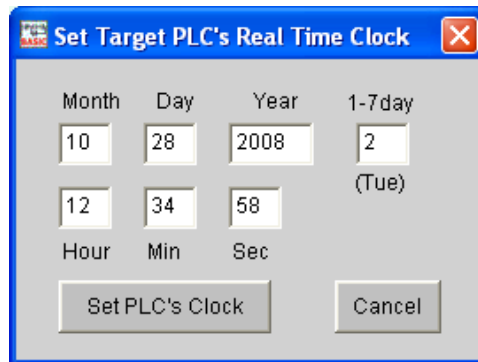 Set Target PLC's Real Time Clock
Month Day Year 1-7day
10 28 2008 2
(Tue)
12 34 58
Hour Min Sec
Set PLC's Clock Cancel